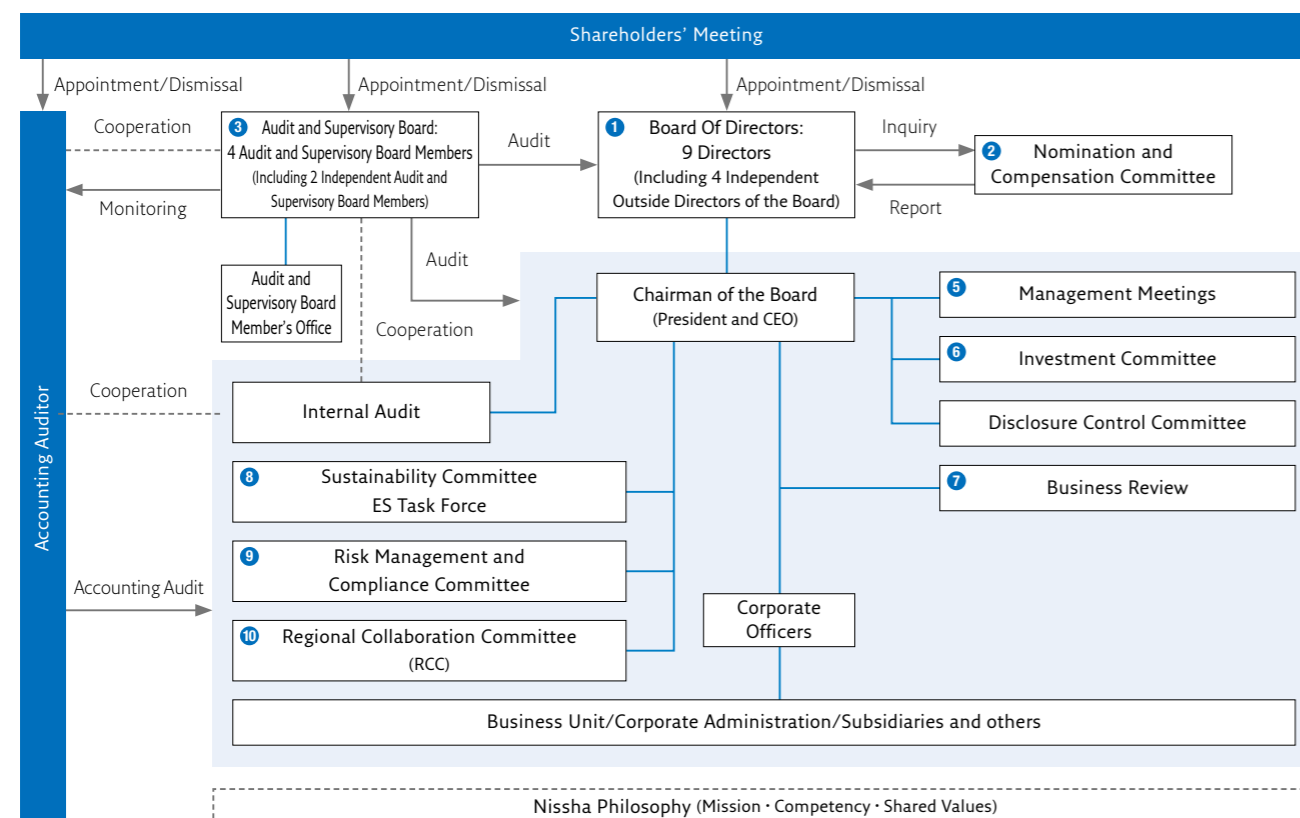 Shareholders’ Meeting
Appointment/Dismissal
Appointment/Dismissal
Appointment/Dismissal
Accounting Auditor
Cooperation
Monitoring
3 Audit and Supervisory Board:
4 Audit and Supervisory Board Members
(Including 2 Independent Audit and
Supervisory Board Members)
Audit
1 Board Of Directors:
9 Directors
(Including 4 Independent
Outside Directors of the Board)
Inquiry
Report
2 Nomination and
Compensation Committee
Audit and
Supervisory Board
Member’s Office
Audit
Cooperation
Chairman of the Board
(President and CEO)
5 Management Meetings
6 Investment Committee
Disclosure Control Committee
7 Business Review
Cooperation
Internal Audit
8 Sustainability Committee
ES Task Force
9 Risk Management and
Compliance Committee
Accounting Audit
10 Regional Collaboration Committee
(RCC)
Corporate
Officers
Business Unit/Corporate Administration/Subsidiaries and others
Nissha Philosophy (Mission · Competency · Shared Values)